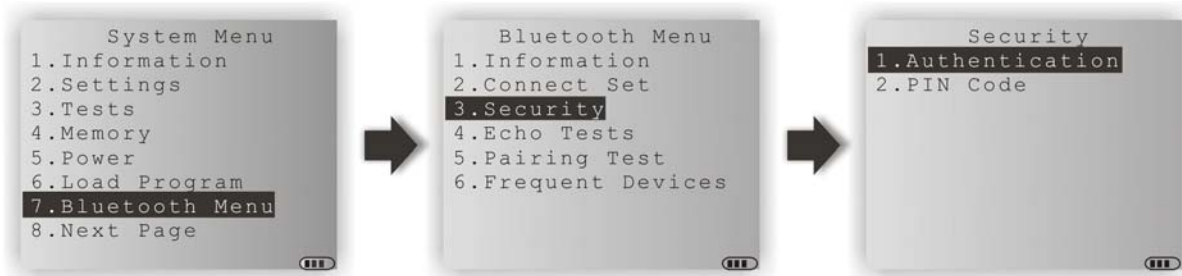 System Menu
1.Information
2.Settings
3.Tests
4.Memory
5.Power
6.Load Program
7.Bluetooth Menu
8.Next Page
Bluetooth Menu
1.Information
2.Connect Set
3.Security
4.Echo Tests
5.Pairing Test
6.Frequent Devices
Security
1.Authentication
2.PIN Code